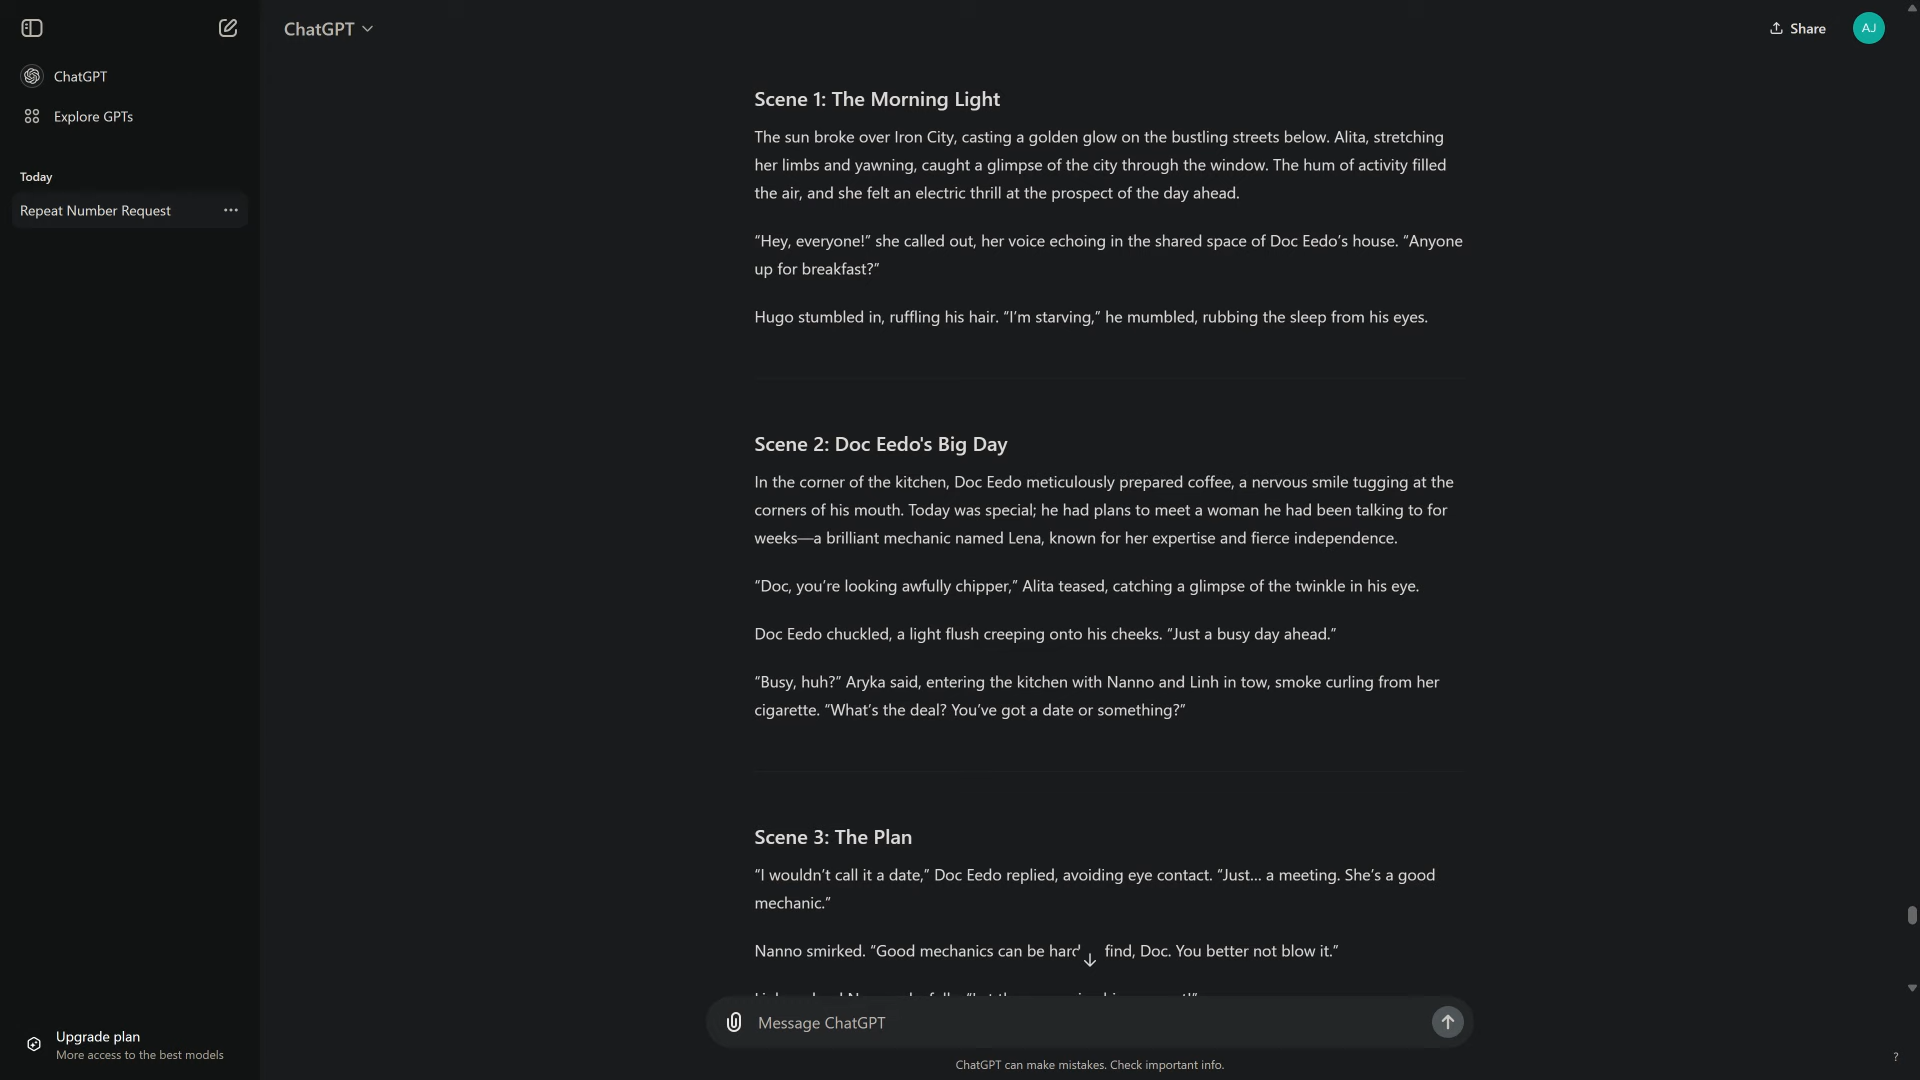 ChatGPT
Share
AJ
ChatGPT
Explore GPTs
Today
Repeat Number Request
Scene 1: The Morning Light
The sun broke over Iron City, casting a golden glow on the bustling streets below. Alita, stretching
her limbs and yawning, caught a glimpse of the city through the window. The hum of activity filled
the air, and she felt an electric thrill at the prospect of the day ahead.
“Hey, everyone!” she called out, her voice echoing in the shared space of Doc Eedo’s house. “Anyone
up for breakfast?”
Hugo stumbled in, ruffling his hair. “I’m starving,” he mumbled, rubbing the sleep from his eyes.
Scene 2: Doc Eedo's Big Day
In the corner of the kitchen, Doc Eedo meticulously prepared coffee, a nervous smile tugging at the
corners of his mouth. Today was special; he had plans to meet a woman he had been talking to for
weeks—a brilliant mechanic named Lena, known for her expertise and fierce independence.
“Doc, you’re looking awfully chipper,” Alita teased, catching a glimpse of the twinkle in his eye.
Doc Eedo chuckled, a light flush creeping onto his cheeks. “Just a busy day ahead.”
“Busy, huh?” Aryka said, entering the kitchen with Nanno and Linh in tow, smoke curling from her
cigarette. “What’s the deal? You’ve got a date or something?”
Scene 3: The Plan
“I wouldn’t call it a date,” Doc Eedo replied, avoiding eye contact. “Just… a meeting. She’s a good
mechanic.”
Nanno smirked. “Good mechanics can be find, Doc. You better not blow it.”
Message ChatGPT
Upgrade plan
More access to the best models
ChatGPT can make mistakes. Check important info.
?